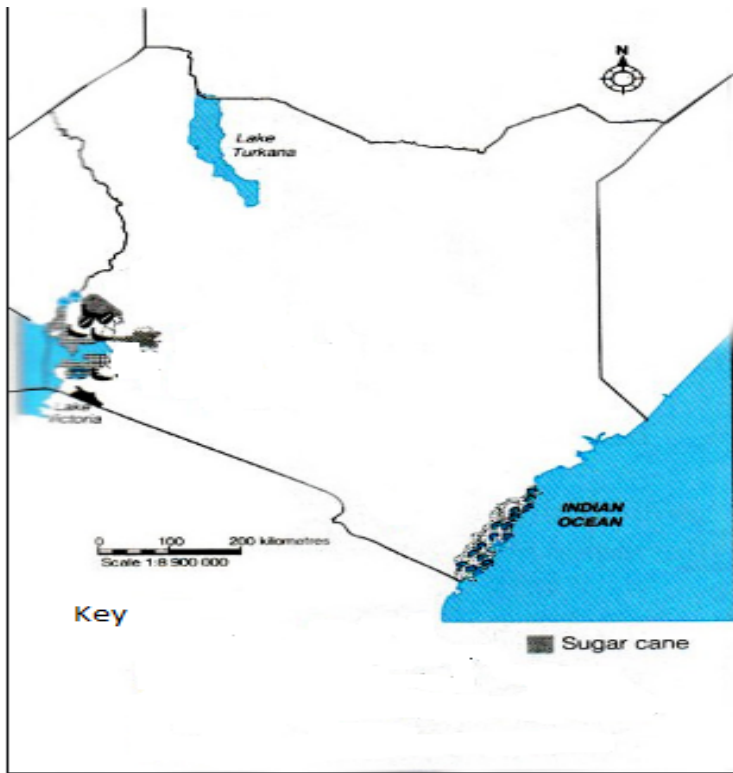 N
Lake
Turkana
Lake
Victoria
INDIAN
OCEAN
0 100 200 kilometres
Scale 1:8 900 000
Key
Sugar cane